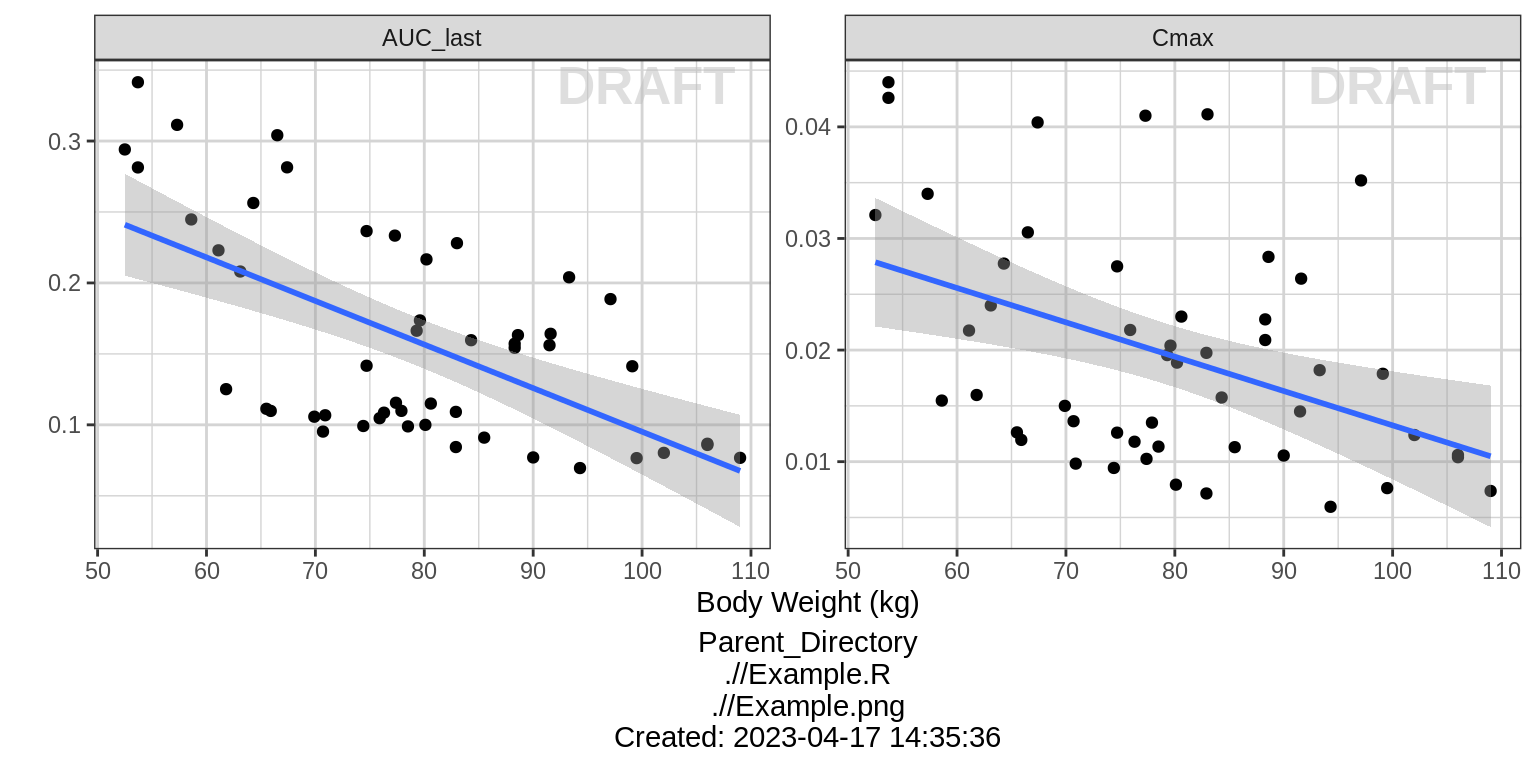 AUC_last
Cmax
DRAFT
DRAFT
0.3
0.2
0.1
0.04
0.03
0.02
0.01
50 60 70 80 90 100 110
50 60 70 80 90 100 110
Body Weight (kg)
Parent_Directory
.//Example.R
.//Example.png
Created: 2023-04-17 14:35:36